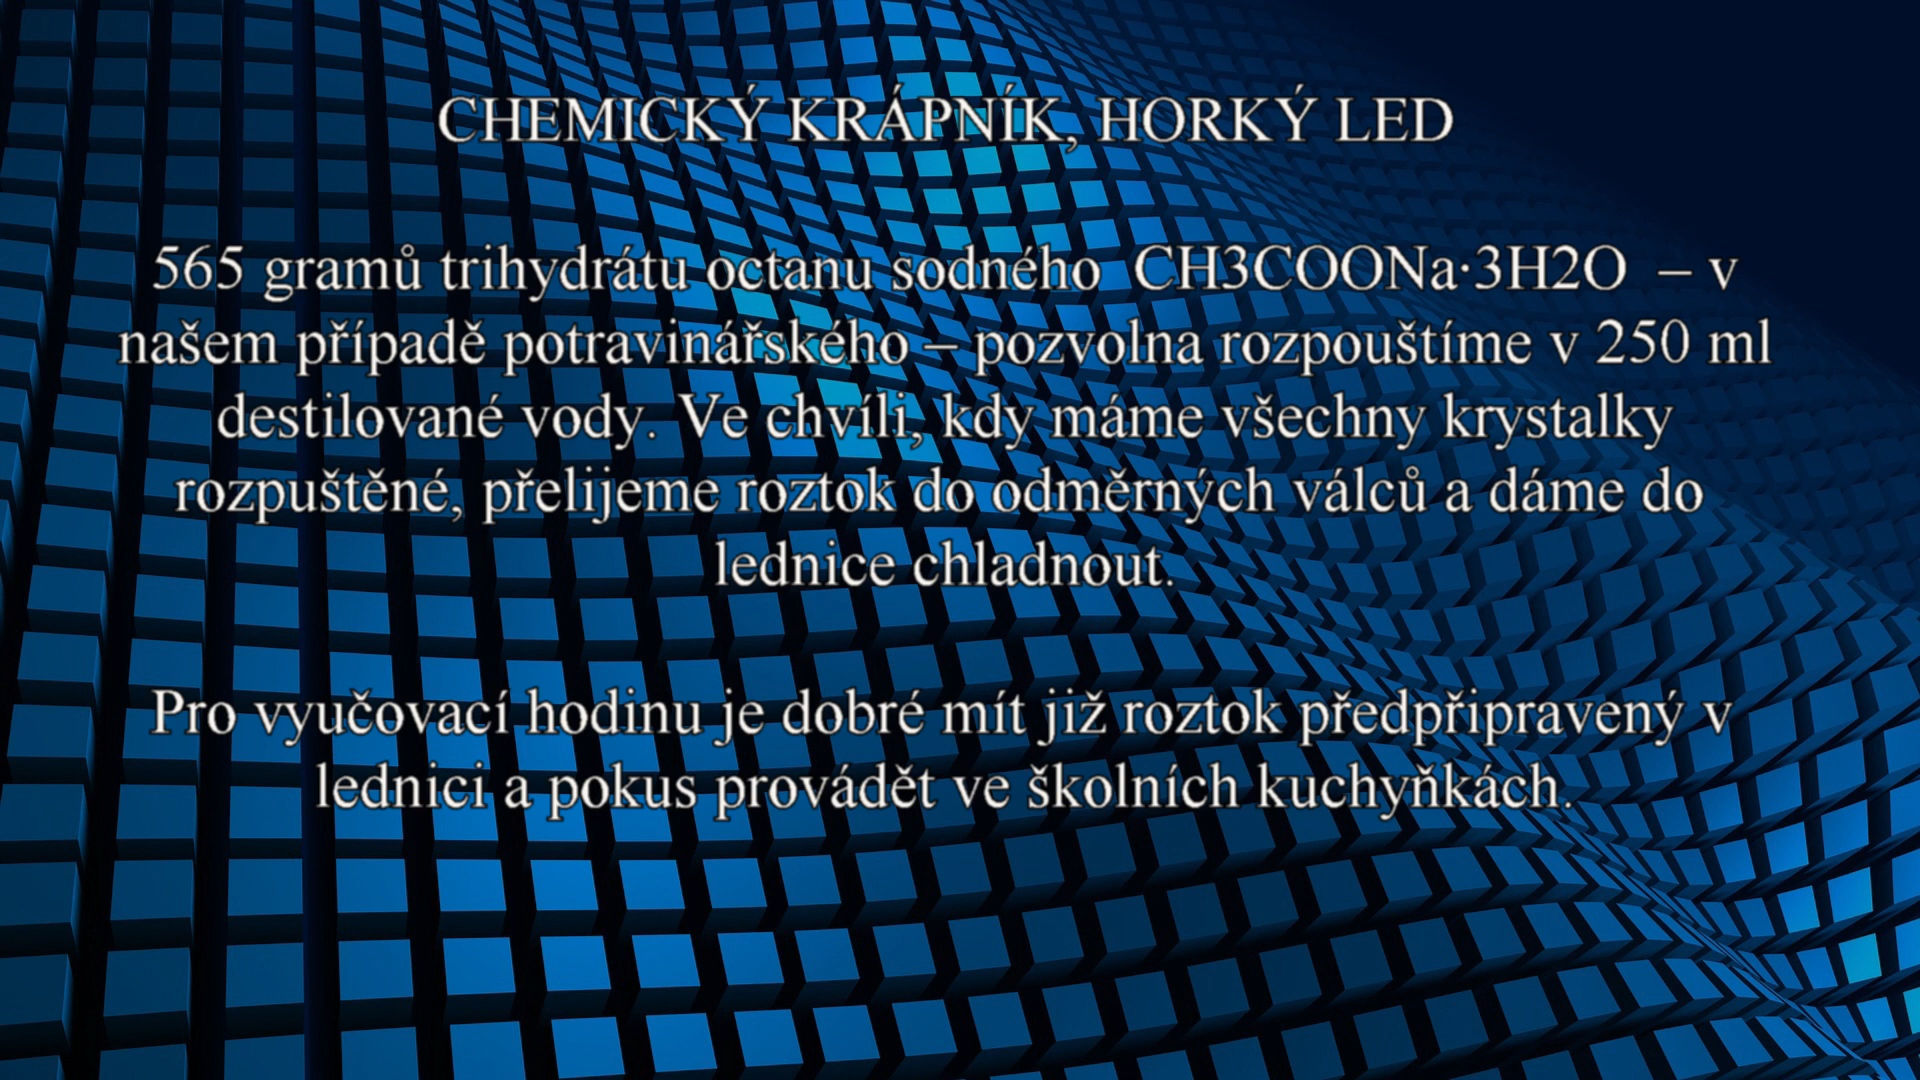 CHEMICKÝ KRÁPNÍK, HORKÝ LED
565 gramů trihydrátu octanu sodného  CH3COONa·3H2O  – v
našem případě potravinářského – pozvolna rozpouštíme v 250 ml
destilované vody. Ve chvíli, kdy máme všechny krystalky
rozpuštěné, přelijeme roztok do odměrných válců a dáme do
lednice chladnout.
Pro vyučovací hodinu je dobré mít již roztok předpřipravený v
lednici a pokus provádět ve školních kuchyňkách.